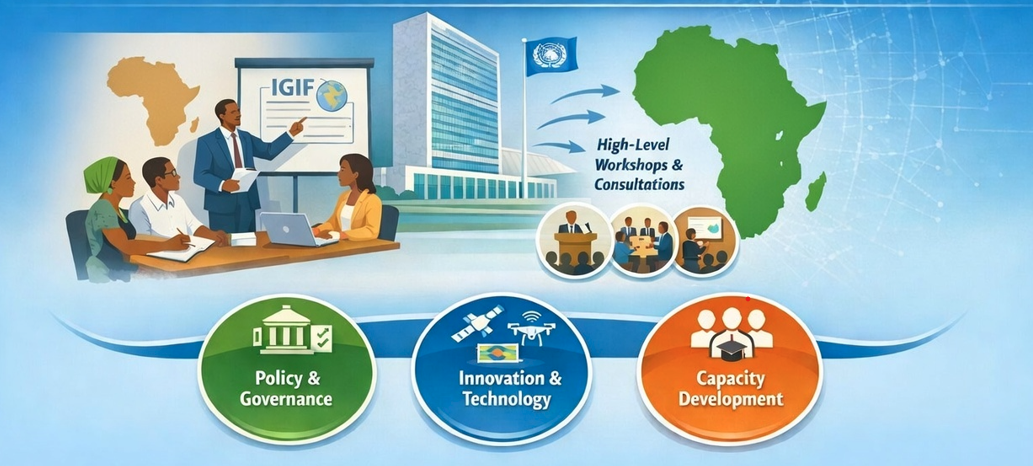 IGIF
High-Level
Workshops &
Consultations
Policy &
Governance
Innovation &
Technology
Capacity
Development